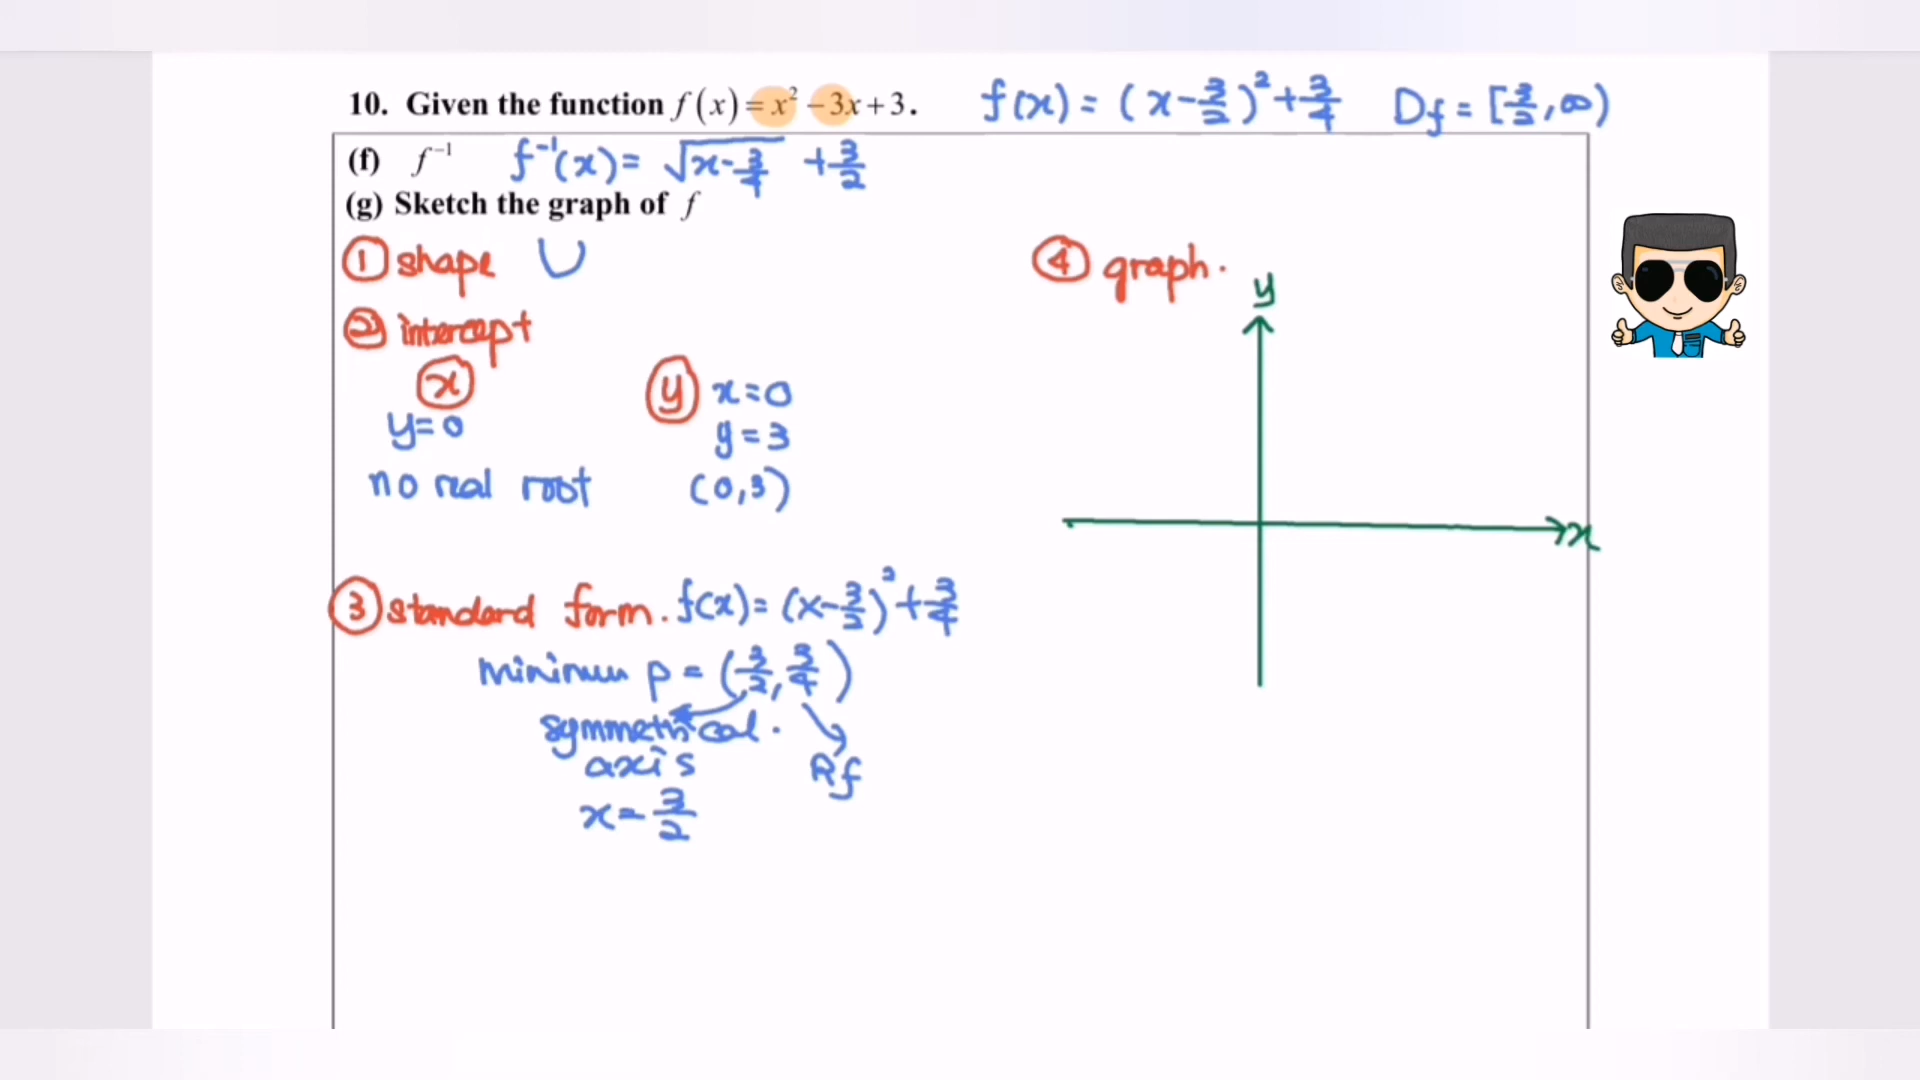 10. Given the function f(x) = x² − 3x + 3.
f(x) = (x-3/2)²+3/4
Df = [3/2, ∞)
(f) f⁻¹
f⁻¹(x) = √(x-3/4) + 3/2
(g) Sketch the graph of f
① shape U
② intercept
x
y=0
no real root
y x=0
y = 3
(0,3)
③ standard form. f(x) = (x-3/2)²+3/4
minimum p = (3/2, 3/4)
symmetrical.
axis
x = 3/2
Rf
④ graph.
y
x